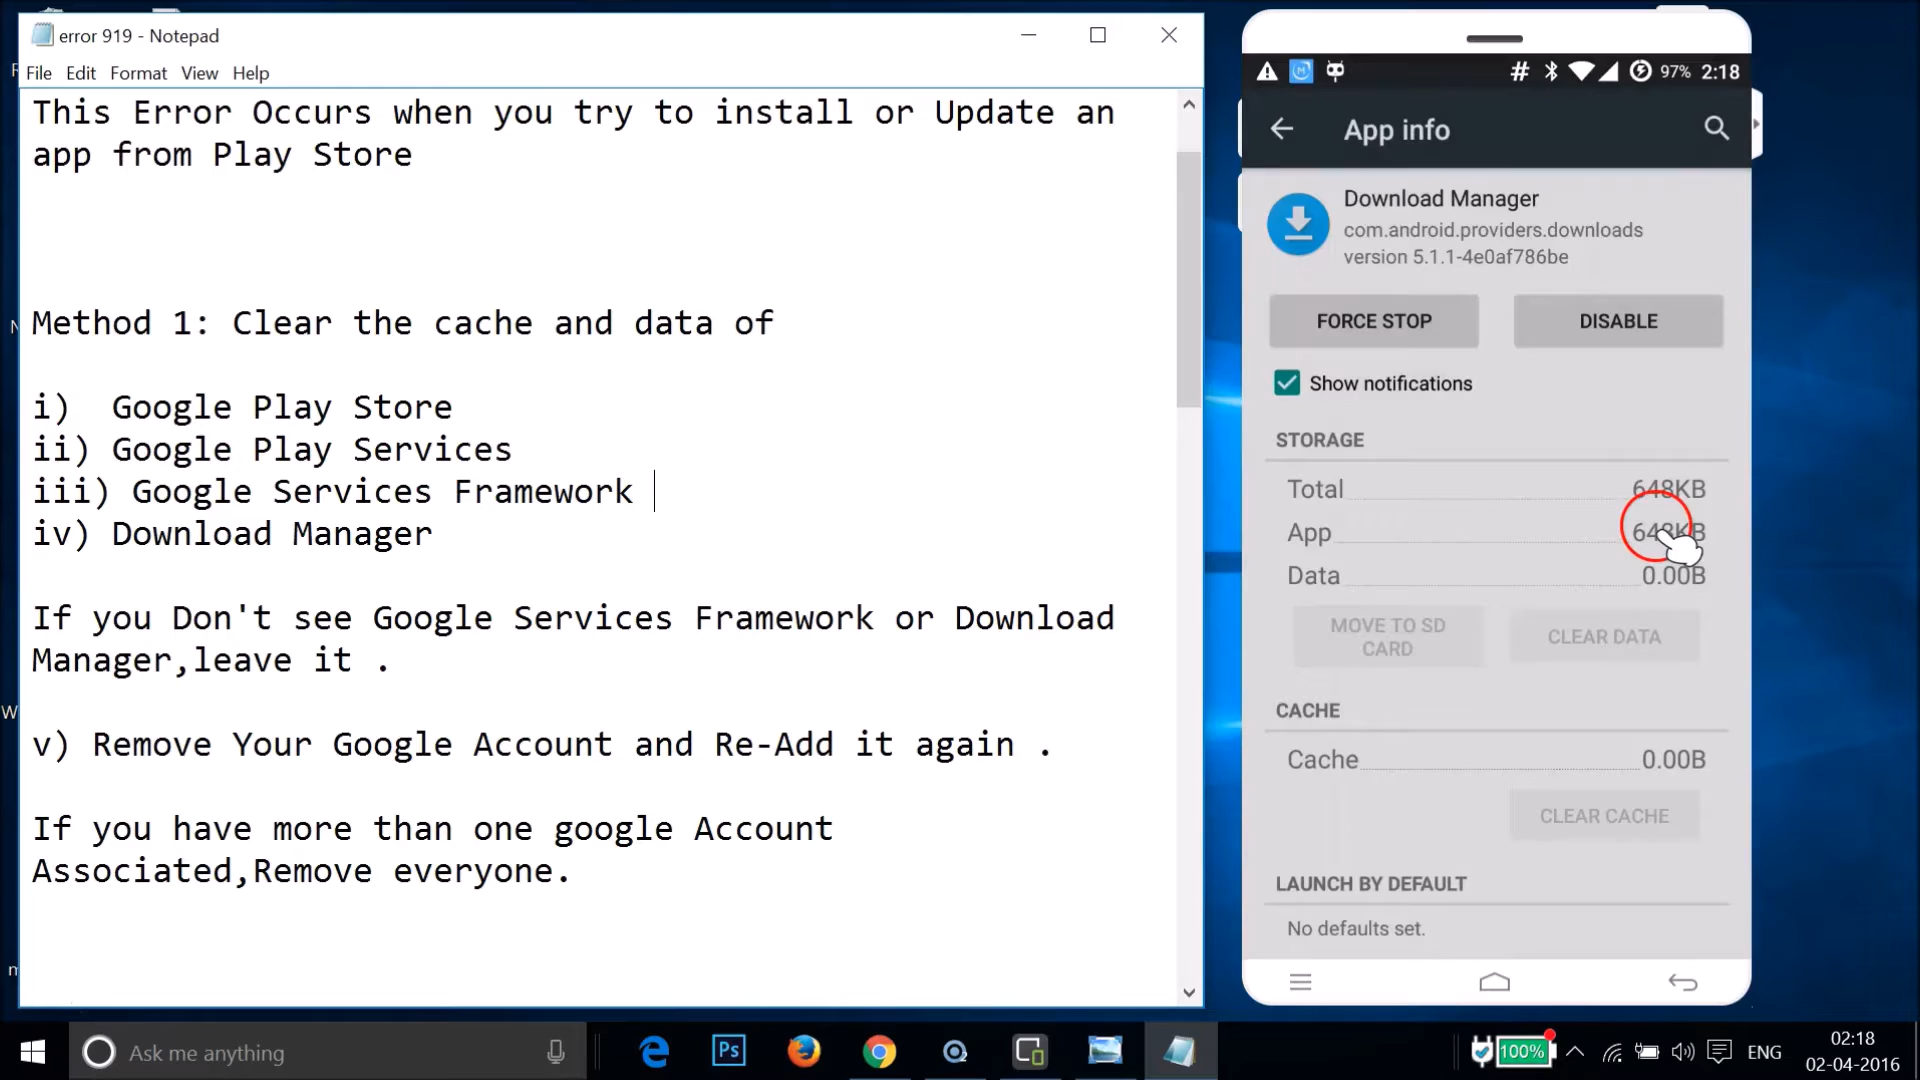 error 919 - Notepad
File Edit Format View Help
This Error Occurs when you try to install or Update an
app from Play Store
Method 1: Clear the cache and data of
i) Google Play Store
ii) Google Play Services
iii) Google Services Framework
iv) Download Manager
If you Don't see Google Services Framework or Download
Manager,leave it .
v) Remove Your Google Account and Re-Add it again .
If you have more than one google Account
Associated,Remove everyone.
97% 2:18
App info
Download Manager
com.android.providers.downloads
version 5.1.1-4e0af786be
FORCE STOP DISABLE
Show notifications
STORAGE
Total 648KB
App 648KB
Data 0.00B
MOVE TO SD
CARD
CLEAR DATA
CACHE
Cache 0.00B
CLEAR CACHE
LAUNCH BY DEFAULT
No defaults set.
Ask me anything
Ps
100%
ENG
02:18
02-04-2016